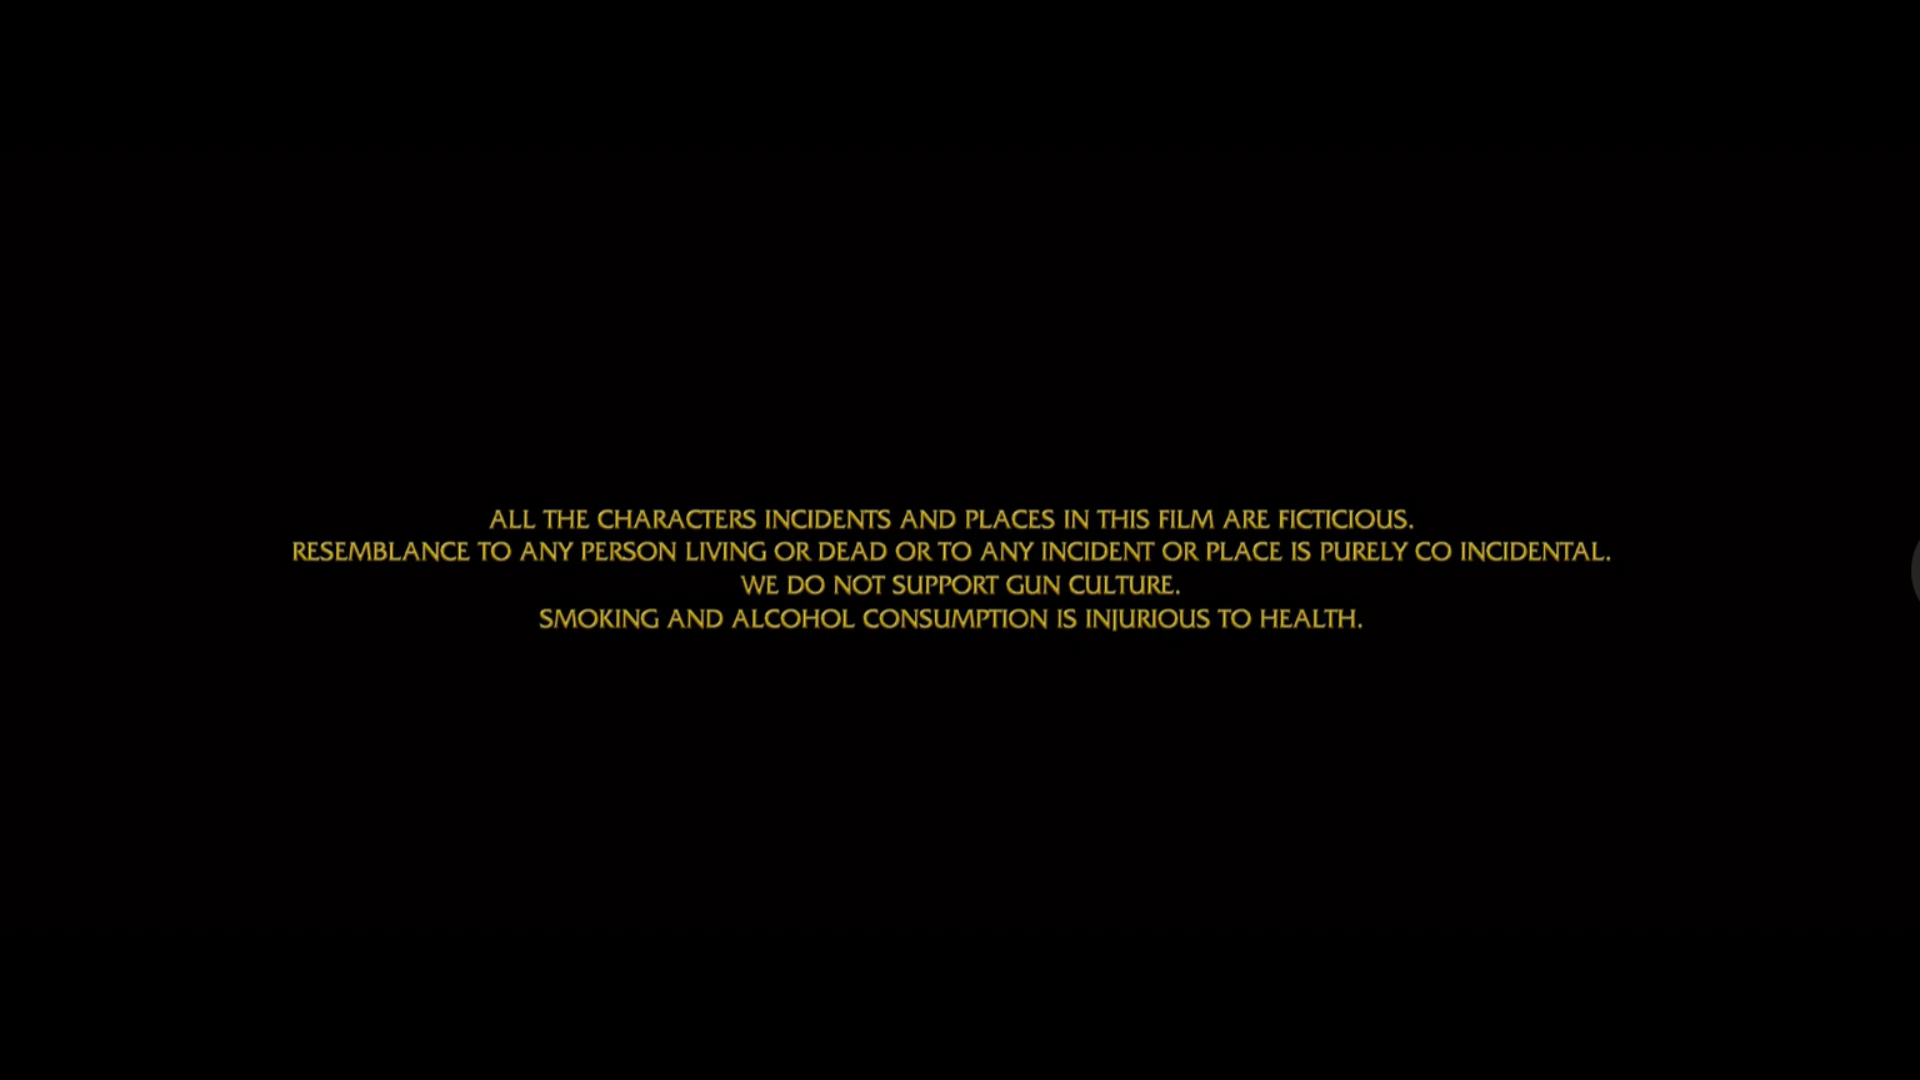 ALL THE CHARACTERS INCIDENTS AND PLACES IN THIS FILM ARE FICTICIOUS.
RESEMBLANCE TO ANY PERSON LIVING OR DEAD OR TO ANY INCIDENT OR PLACE IS PURELY CO INCIDENTAL.
WE DO NOT SUPPORT GUN CULTURE.
SMOKING AND ALCOHOL CONSUMPTION IS INJURIOUS TO HEALTH.